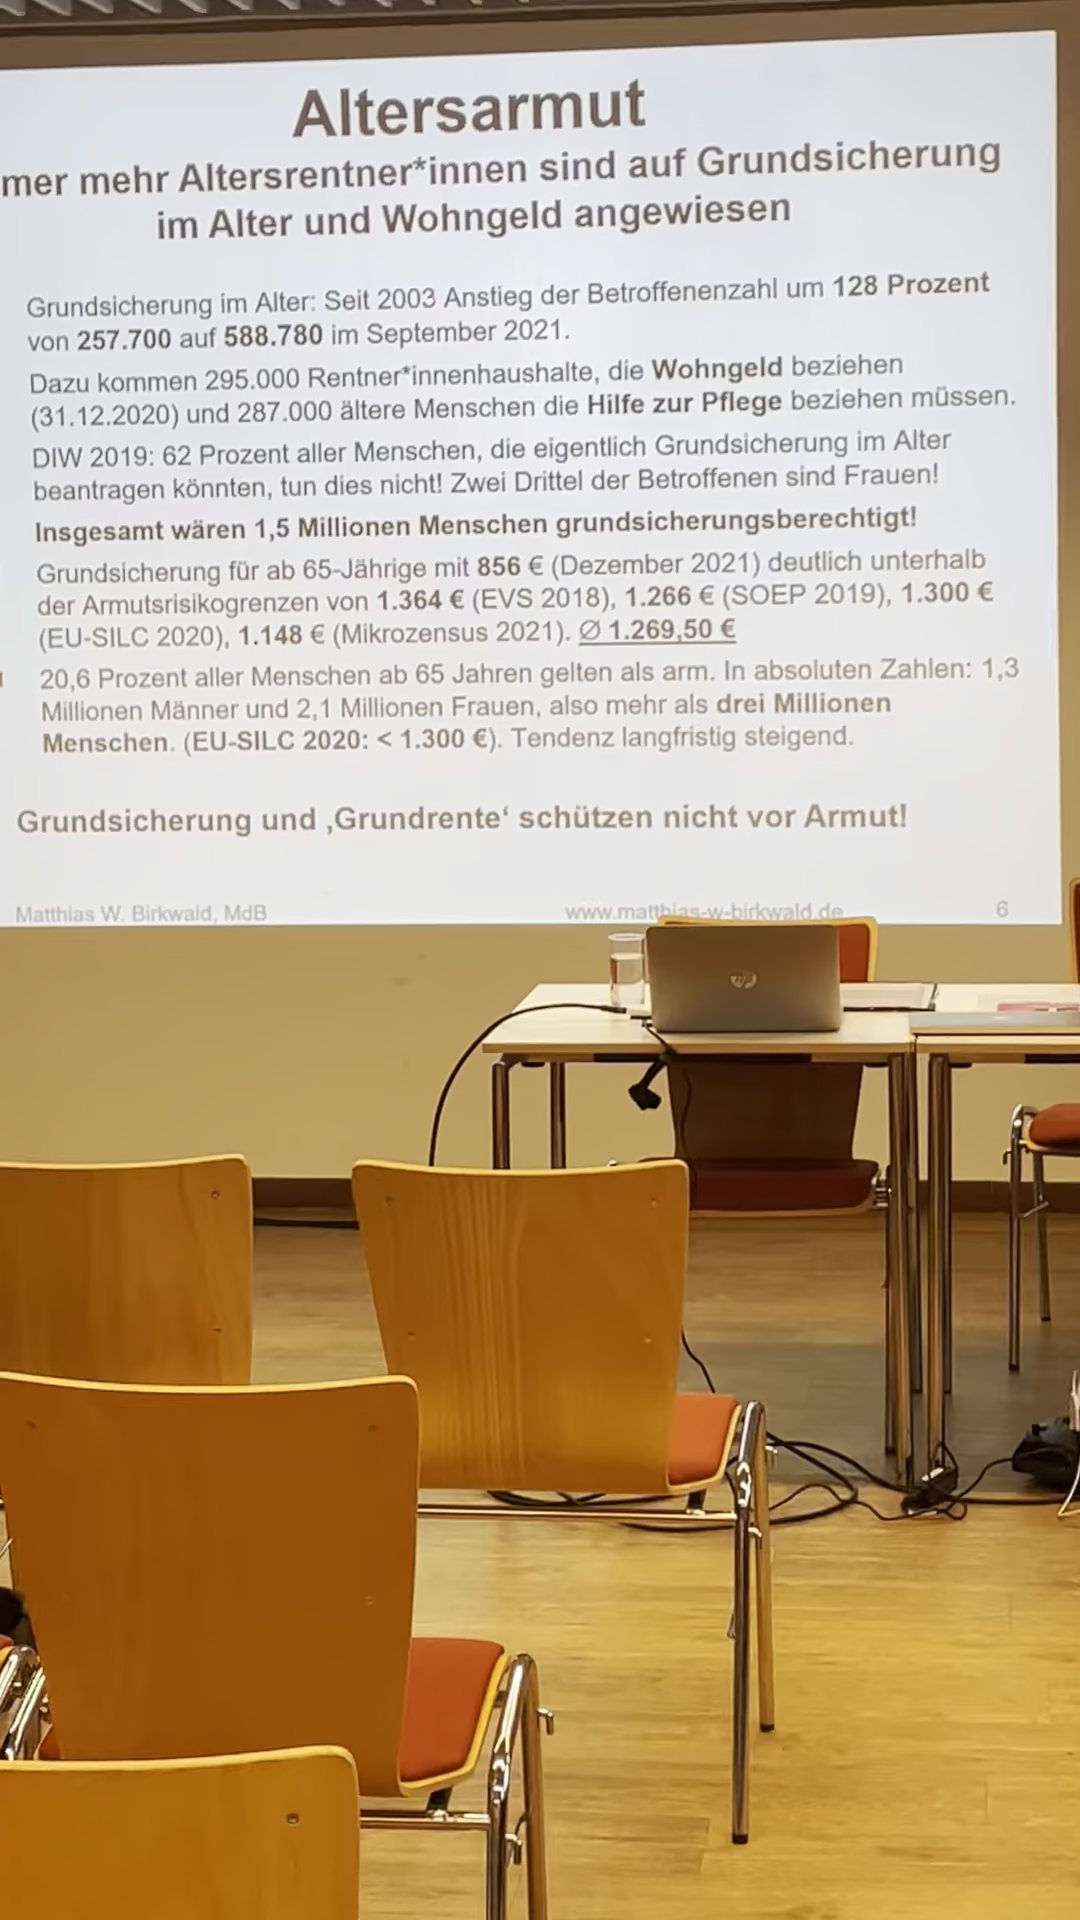 Altersarmut
mer mehr Altersrentner*innen sind auf Grundsicherung
im Alter und Wohngeld angewiesen
Grundsicherung im Alter: Seit 2003 Anstieg der Betroffenenzahl um 128 Prozent
von 257.700 auf 588.780 im September 2021.
Dazu kommen 295.000 Rentner*innenhaushalte, die Wohngeld beziehen
(31.12.2020) und 287.000 ältere Menschen die Hilfe zur Pflege beziehen müssen.
DIW 2019: 62 Prozent aller Menschen, die eigentlich Grundsicherung im Alter
beantragen könnten, tun dies nicht! Zwei Drittel der Betroffenen sind Frauen!
Insgesamt wären 1,5 Millionen Menschen grundsicherungsberechtigt!
Grundsicherung für ab 65-Jährige mit 856 € (Dezember 2021) deutlich unterhalb
der Armutsrisikogrenzen von 1.364 € (EVS 2018), 1.266 € (SOEP 2019), 1.300 €
(EU-SILC 2020), 1.148 € (Mikrozensus 2021). Ø 1.269,50 €
20,6 Prozent aller Menschen ab 65 Jahren gelten als arm. In absoluten Zahlen: 1,3
Millionen Männer und 2,1 Millionen Frauen, also mehr als drei Millionen
Menschen. (EU-SILC 2020: < 1.300 €). Tendenz langfristig steigend.
Grundsicherung und ‚Grundrente‘ schützen nicht vor Armut!
Matthias W. Birkwald, MdB
www.matthias-w-birkwald.de
6
hp